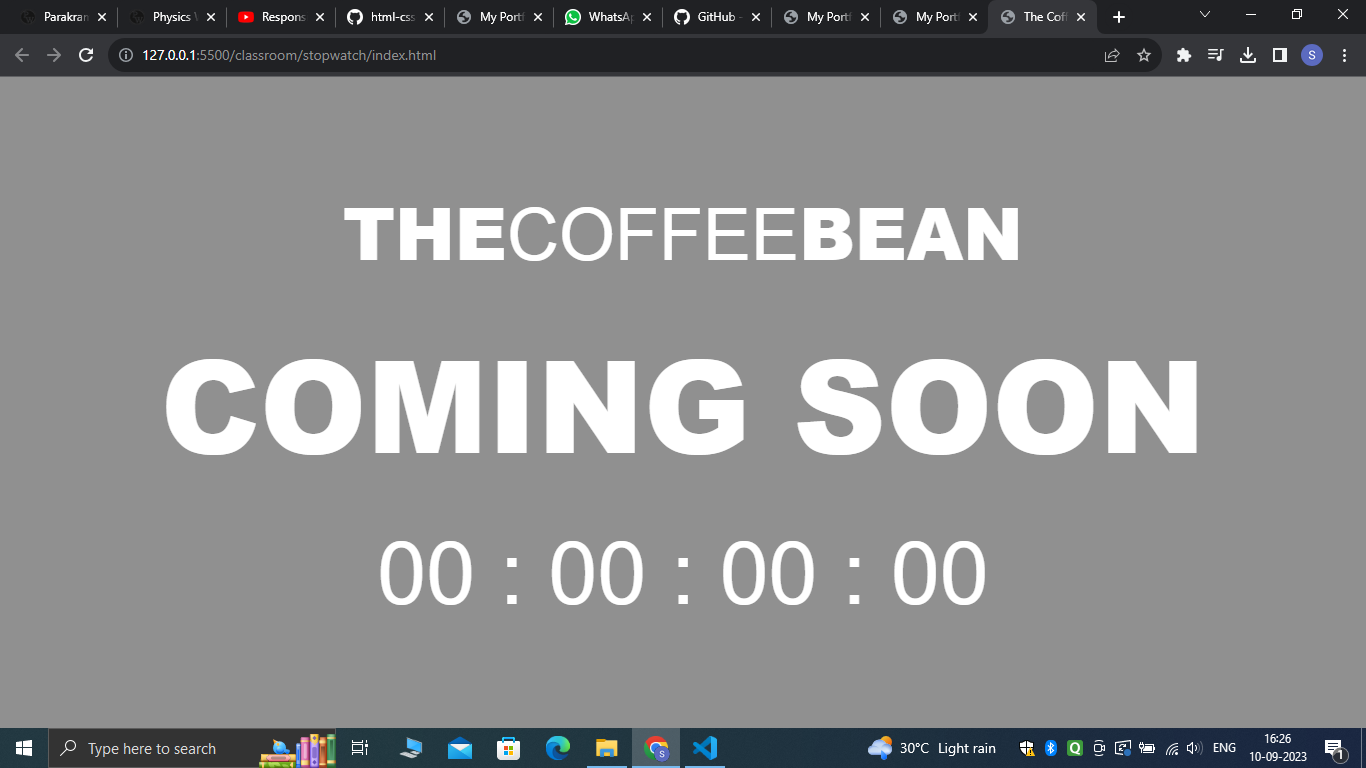 Parakran
Physics W
Respons
html-css
My Portf
WhatsAp
GitHub -
My Portf
My Portf
The Coff
127.0.0.1:5500/classroom/stopwatch/index.html
S
THECOFFEEBEAN
COMING SOON
00 : 00 : 00 : 00
Type here to search
S
30°C Light rain
Q
ENG
16:26
10-09-2023
1